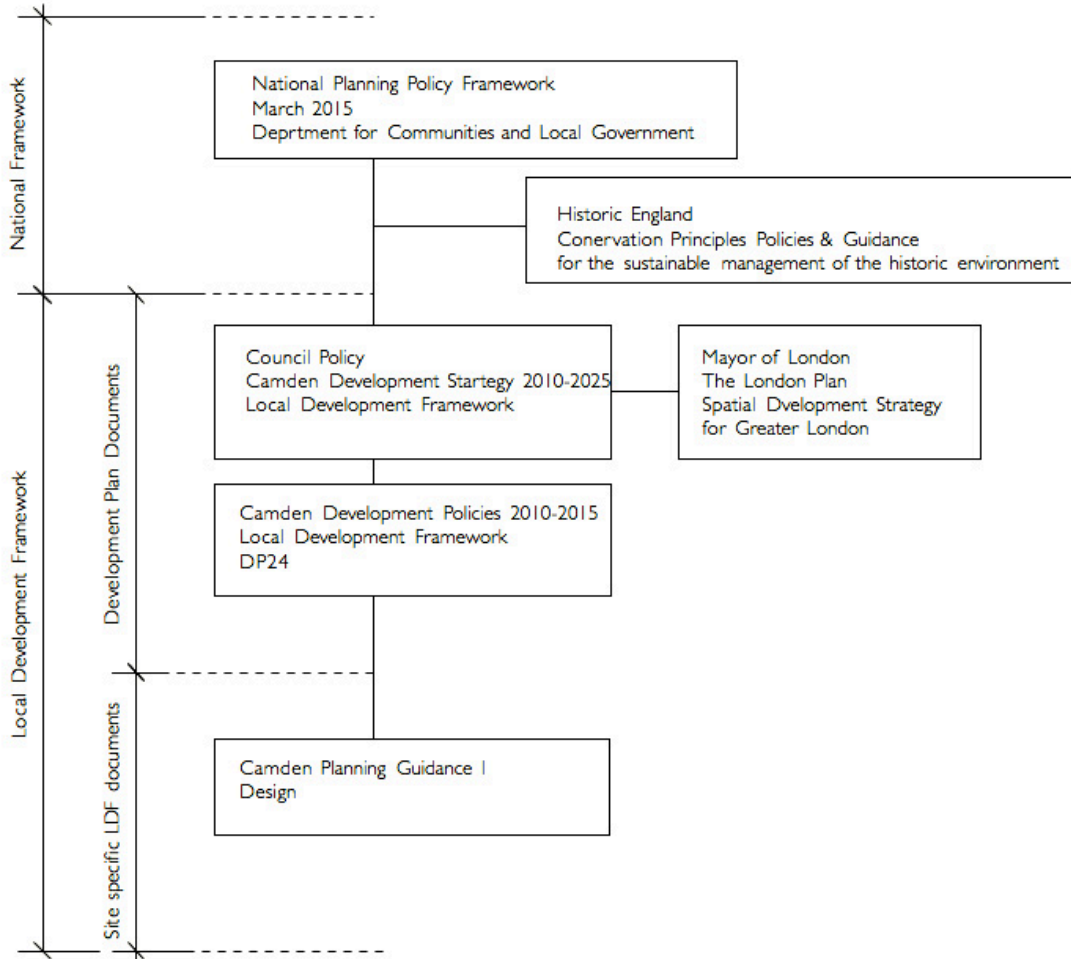 National Framework
National Planning Policy Framework
March 2015
Deprtment for Communities and Local Government
Historic England
Conervation Principles Policies & Guidance
for the sustainable management of the historic environment
Local Development Framework
Development Plan Documents
Council Policy
Camden Development Startegy 2010-2025
Local Development Framework
Mayor of London
The London Plan
Spatial Dvelopment Strategy
for Greater London
Camden Development Policies 2010-2015
Local Development Framework
DP24
Site specific LDF documents
Camden Planning Guidance 1
Design